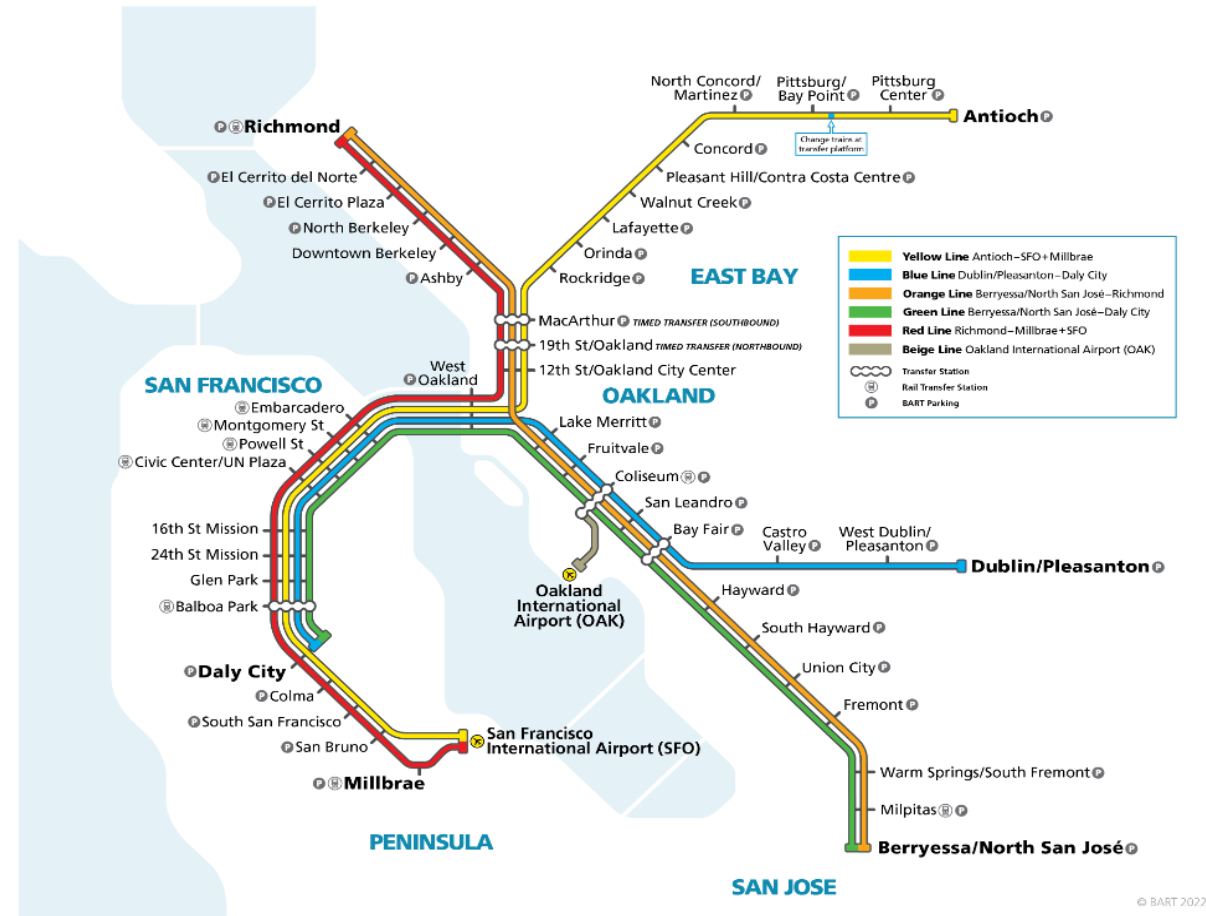 North Concord/
Martinez P
Pittsburg/
Bay Point P
Pittsburg
Center P
Antioch P
Change trains at
transfer platform
P Richmond
Concord P
P El Cerrito del Norte
Pleasant Hill/Contra Costa Centre P
P El Cerrito Plaza
Walnut Creek P
P North Berkeley
Lafayette P
Downtown Berkeley
Orinda P
P Ashby
Rockridge P
EAST BAY
Yellow Line Antioch–SFO+Millbrae
Blue Line Dublin/Pleasanton–Daly City
Orange Line Berryessa/North San José–Richmond
Green Line Berryessa/North San José–Daly City
Red Line Richmond–Millbrae+SFO
Beige Line Oakland International Airport (OAK)
Transfer Station
Rail Transfer Station
P BART Parking
MacArthur P TIMED TRANSFER (SOUTHBOUND)
19th St/Oakland TIMED TRANSFER (NORTHBOUND)
12th St/Oakland City Center
West
P Oakland
SAN FRANCISCO
OAKLAND
Embarcadero
Montgomery St
Powell St
Civic Center/UN Plaza
Lake Merritt P
Fruitvale P
Coliseum P
San Leandro P
Bay Fair P
Castro
Valley P
West Dublin/
Pleasanton P
Dublin/Pleasanton P
16th St Mission
24th St Mission
Glen Park
Balboa Park
Oakland
International
Airport (OAK)
Hayward P
South Hayward P
Union City P
Fremont P
P Daly City
P Colma
P South San Francisco
P San Bruno
San Francisco
International Airport (SFO)
P Millbrae
Warm Springs/South Fremont P
Milpitas P
Berryessa/North San José P
PENINSULA
SAN JOSE
© BART 2022